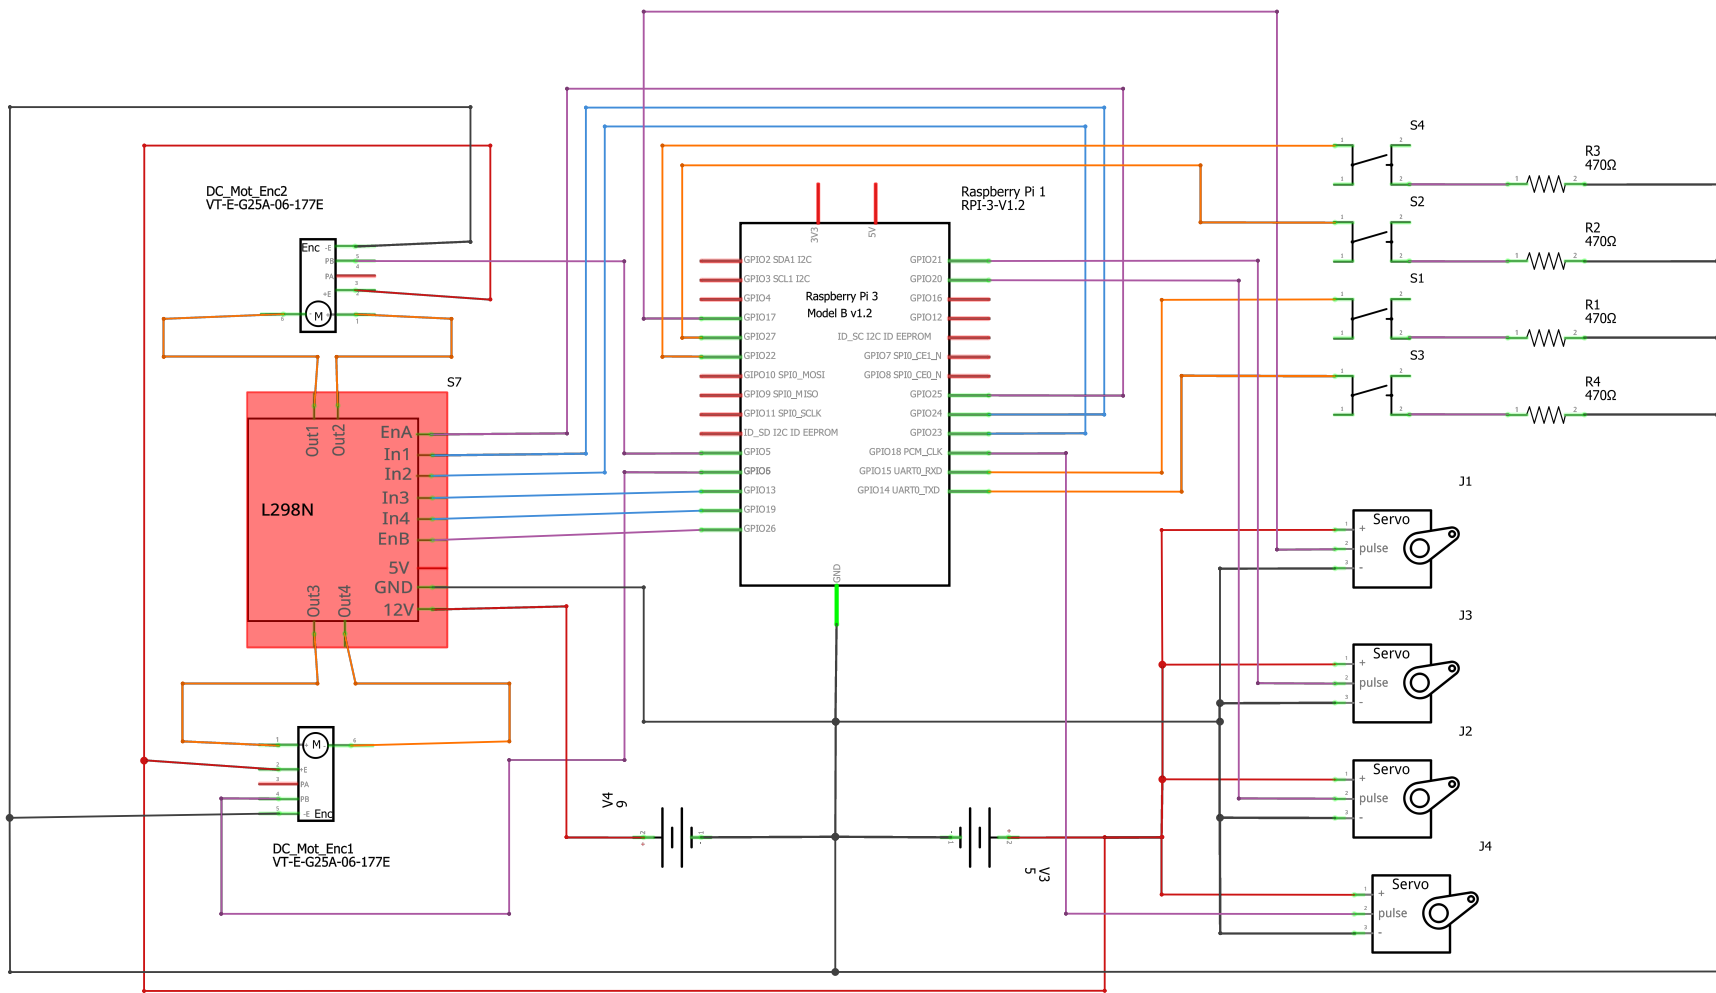 S4
R3
470Ω
DC_Mot_Enc2
VT-E-G25A-06-177E
Raspberry Pi 1
RPI-3-V1.2
S2
R2
470Ω
3V3
5V
Enc
-E
PB
PA
+E
M
GPIO2 SDA1 I2C
GPIO3 SCL1 I2C
GPIO4
GPIO17
GPIO27
GPIO22
GIPO10 SPI0_MOSI
GPIO9 SPI0_MISO
GPIO11 SPI0_SCLK
ID_SD I2C ID EEPROM
GPIO5
GPIO6
GPIO13
GPIO19
GPIO26
Raspberry Pi 3
Model B v1.2
GPIO21
GPIO20
GPIO16
GPIO12
ID_SC I2C ID EEPROM
GPIO7 SPI0_CE1_N
GPIO8 SPI0_CE0_N
GPIO25
GPIO24
GPIO23
GPIO18 PCM_CLK
GPIO15 UART0_RXD
GPIO14 UART0_TXD
GND
S1
R1
470Ω
S3
R4
470Ω
S7
Out1
Out2
EnA
In1
In2
In3
In4
EnB
5V
GND
12V
L298N
Out3
Out4
J1
Servo
+
pulse
-
J3
Servo
+
pulse
-
J2
Servo
+
pulse
-
J4
Servo
+
pulse
-
M
+E
PA
PB
-E
Enc
DC_Mot_Enc1
VT-E-G25A-06-177E
V4
9
V3
5